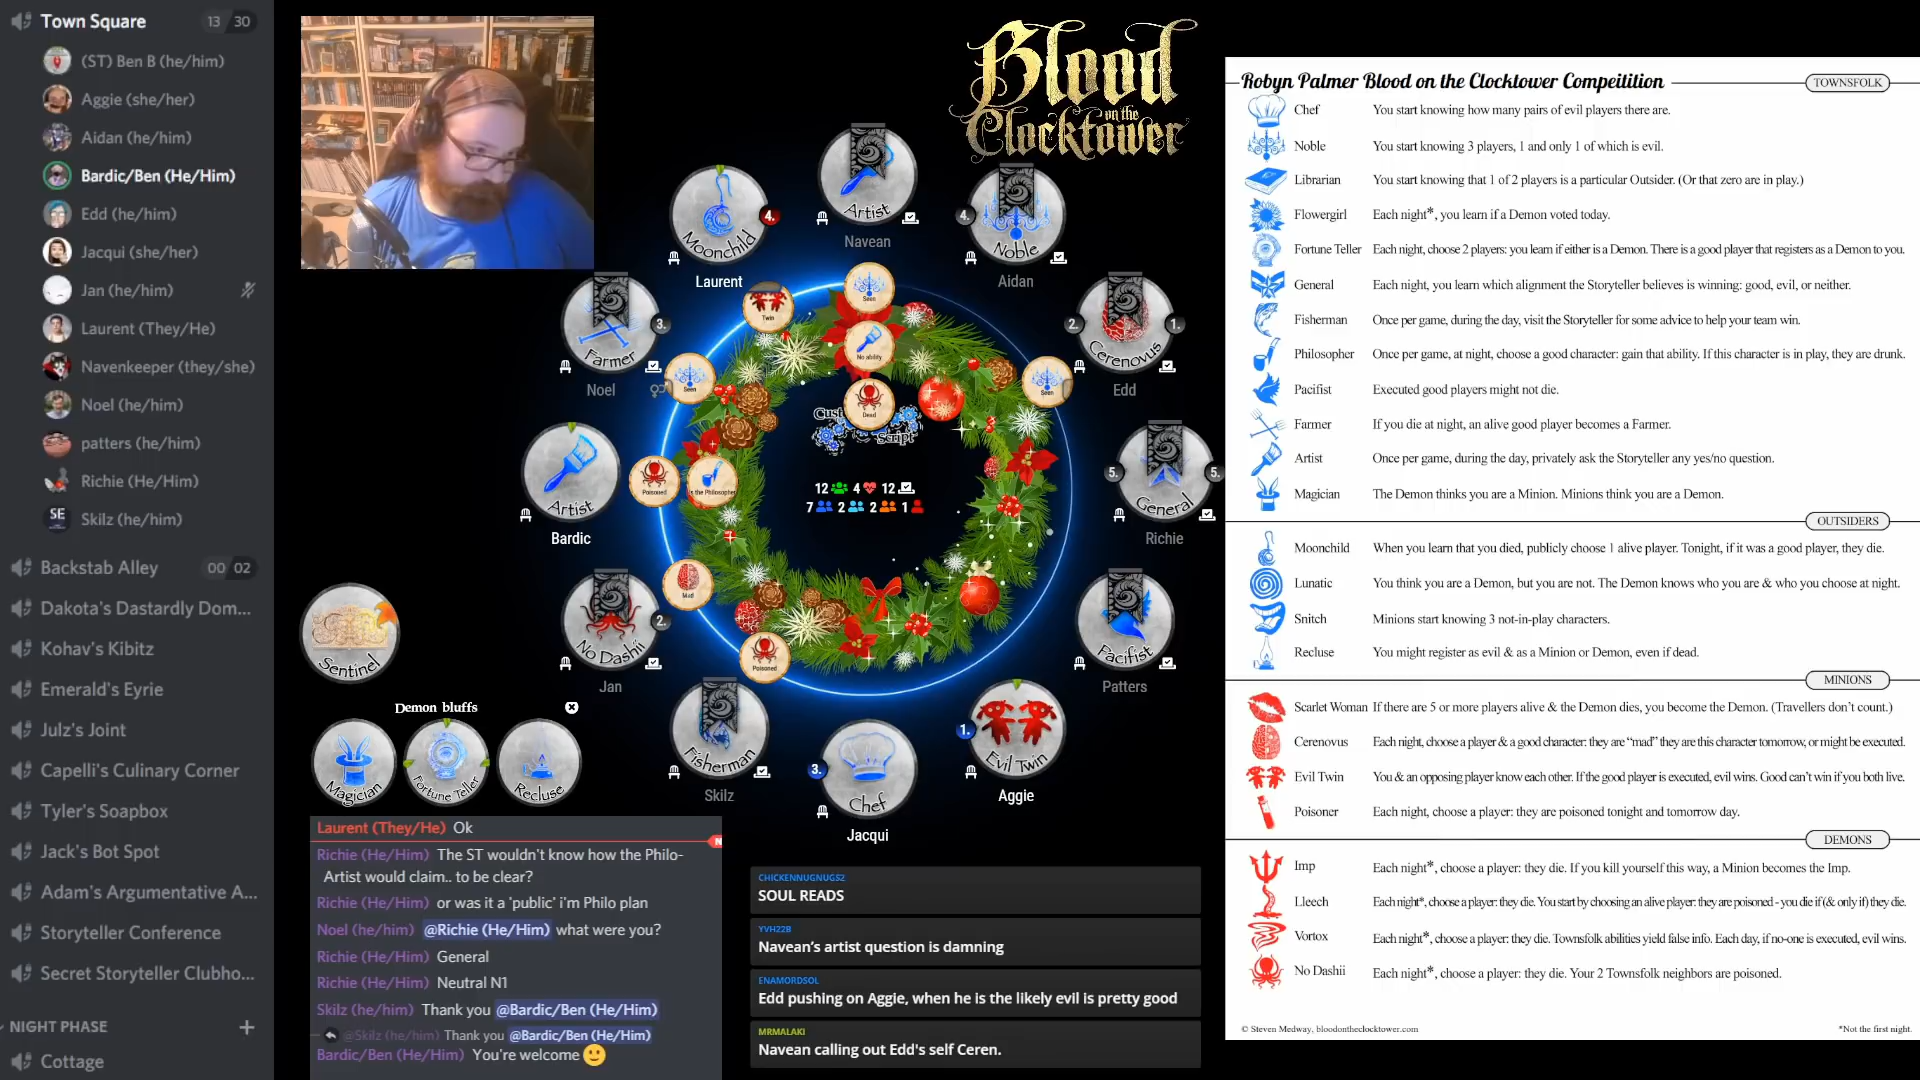 Town Square 13 30
(ST) Ben B (he/him)
Aggie (she/her)
Aidan (he/him)
Bardic/Ben (He/Him)
Edd (he/him)
Jacqui (she/her)
Jan (he/him)
Laurent (They/He)
Navenkeeper (they/she)
Noel (he/him)
patters (he/him)
Richie (He/Him)
SE Skilz (he/him)
Backstab Alley 00 02
Dakota's Dastardly Dom...
Kohav's Kibitz
Emerald's Eyrie
Julz's Joint
Capelli's Culinary Corner
Tyler's Soapbox
Jack's Bot Spot
Adam's Argumentative A...
Storyteller Conference
Secret Storyteller Clubho...
NIGHT PHASE +
Cottage
Blood
on the
Clocktower
Artist
Navean
Moonchild
4.
Laurent
4.
Noble
Aidan
Farmer
3.
Noel
2.
1.
Cerenovus
Edd
Artist
Bardic
5.
5.
General
Richie
No Dashii
2.
Jan
Pacifist
Patters
Fisherman
Skilz
3.
Chef
Jacqui
1.
Evil Twin
Aggie
Twin
Seen
No ability
Dead
Seen
Seen
Poisoned
Is the Philosopher
Mad
Poisoned
Custom
Script
12 4 12
7 2 2 1
Sentinel
Demon bluffs
Magician
Fortune Teller
Recluse
Laurent (They/He) Ok
Richie (He/Him) The ST wouldn't know how the Philo-
Artist would claim.. to be clear?
Richie (He/Him) or was it a 'public' i'm Philo plan
Noel (he/him) @Richie (He/Him) what were you?
Richie (He/Him) General
Richie (He/Him) Neutral N1
Skilz (he/him) Thank you @Bardic/Ben (He/Him)
@Skilz (he/him) Thank you @Bardic/Ben (He/Him)
Bardic/Ben (He/Him) You're welcome 🙂
CHICKENNUGNUGS2
SOUL READS
YVH22B
Navean's artist question is damning
ENAMORDSOL
Edd pushing on Aggie, when he is the likely evil is pretty good
MRMALAKI
Navean calling out Edd's self Ceren.
Robyn Palmer Blood on the Clocktower Compeitition
TOWNSFOLK
Chef You start knowing how many pairs of evil players there are.
Noble You start knowing 3 players, 1 and only 1 of which is evil.
Librarian You start knowing that 1 of 2 players is a particular Outsider. (Or that zero are in play.)
Flowergirl Each night*, you learn if a Demon voted today.
Fortune Teller Each night, choose 2 players: you learn if either is a Demon. There is a good player that registers as a Demon to you.
General Each night, you learn which alignment the Storyteller believes is winning: good, evil, or neither.
Fisherman Once per game, during the day, visit the Storyteller for some advice to help your team win.
Philosopher Once per game, at night, choose a good character: gain that ability. If this character is in play, they are drunk.
Pacifist Executed good players might not die.
Farmer If you die at night, an alive good player becomes a Farmer.
Artist Once per game, during the day, privately ask the Storyteller any yes/no question.
Magician The Demon thinks you are a Minion. Minions think you are a Demon.
OUTSIDERS
Moonchild When you learn that you died, publicly choose 1 alive player. Tonight, if it was a good player, they die.
Lunatic You think you are a Demon, but you are not. The Demon knows who you are & who you choose at night.
Snitch Minions start knowing 3 not-in-play characters.
Recluse You might register as evil & as a Minion or Demon, even if dead.
MINIONS
Scarlet Woman If there are 5 or more players alive & the Demon dies, you become the Demon. (Travellers don't count.)
Cerenovus Each night, choose a player & a good character: they are "mad" they are this character tomorrow, or might be executed.
Evil Twin You & an opposing player know each other. If the good player is executed, evil wins. Good can't win if you both live.
Poisoner Each night, choose a player: they are poisoned tonight and tomorrow day.
DEMONS
Imp Each night*, choose a player: they die. If you kill yourself this way, a Minion becomes the Imp.
Lleech Each night*, choose a player: they die. You start by choosing an alive player: they are poisoned - you die if (& only if) they die.
Vortox Each night*, choose a player: they die. Townsfolk abilities yield false info. Each day, if no-one is executed, evil wins.
No Dashii Each night*, choose a player: they die. Your 2 Townsfolk neighbors are poisoned.
© Steven Medway, bloodontheclocktower.com *Not the first night.